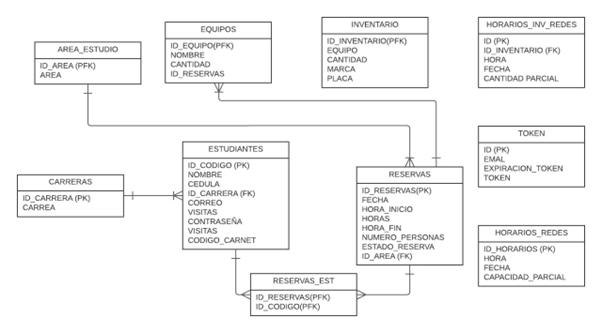 AREA_ESTUDIO
ID_AREA (PFK)
AREA
EQUIPOS
ID_EQUIPO(PFK)
NOMBRE
CANTIDAD
ID_RESERVAS
INVENTARIO
ID_INVENTARIO(PFK)
EQUIPO
CANTIDAD
MARCA
PLACA
HORARIOS_INV_REDES
ID (PK)
ID_INVENTARIO (FK)
HORA
FECHA
CANTIDAD PARCIAL
CARRERAS
ID_CARRERA (PK)
CARREA
ESTUDIANTES
ID_CODIGO (PK)
NOMBRE
CEDULA
ID_CARRERA (FK)
CORREO
VISITAS
CONTRASEÑA
VISITAS
CODIGO_CARNET
RESERVAS
ID_RESERVAS(PK)
FECHA
HORA_INICIO
HORAS
HORA_FIN
NUMERO_PERSONAS
ESTADO_RESERVA
ID_AREA (FK)
TOKEN
ID (PK)
EMAL
EXPIRACION_TOKEN
TOKEN
HORARIOS_REDES
ID_HORARIOS (PK)
HORA
FECHA
CAPACIDAD_PARCIAL
RESERVAS_EST
ID_RESERVAS(PFK)
ID_CODIGO(PFK)